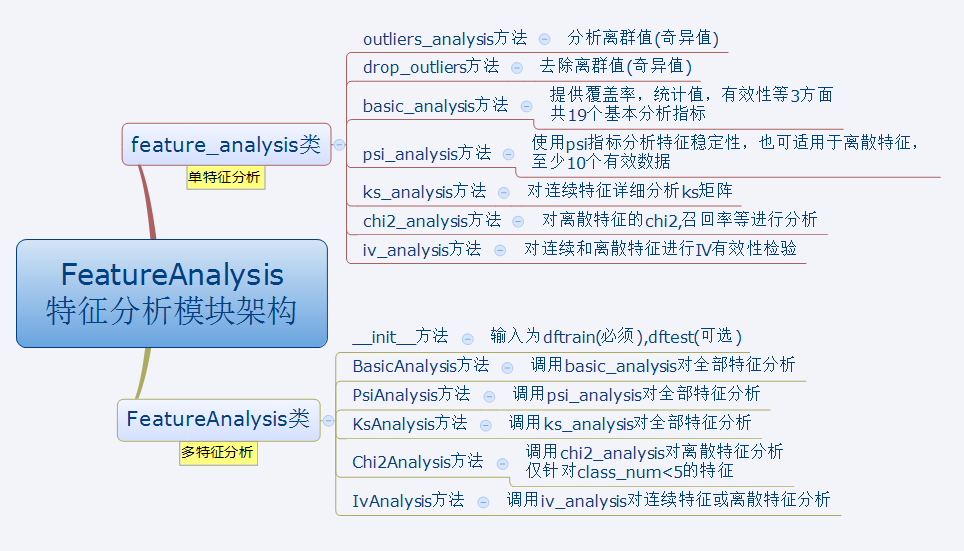 FeatureAnalysis
特征分析模块架构
feature_analysis类
单特征分析
outliers_analysis方法
分析离群值(奇异值)
drop_outliers方法
去除离群值(奇异值)
basic_analysis方法
提供覆盖率，统计值，有效性等3方面
共19个基本分析指标
psi_analysis方法
使用psi指标分析特征稳定性，也可适用于离散特征，
至少10个有效数据
ks_analysis方法
对连续特征详细分析ks矩阵
chi2_analysis方法
对离散特征的chi2,召回率等进行分析
iv_analysis方法
对连续和离散特征进行IV有效性检验
FeatureAnalysis类
多特征分析
__init__方法
输入为dftrain(必须),dftest(可选)
BasicAnalysis方法
调用basic_analysis对全部特征分析
PsiAnalysis方法
调用psi_analysis对全部特征分析
KsAnalysis方法
调用ks_analysis对全部特征分析
Chi2Analysis方法
调用chi2_analysis对离散特征分析
仅针对class_num<5的特征
IvAnalysis方法
调用iv_analysis对连续特征或离散特征分析